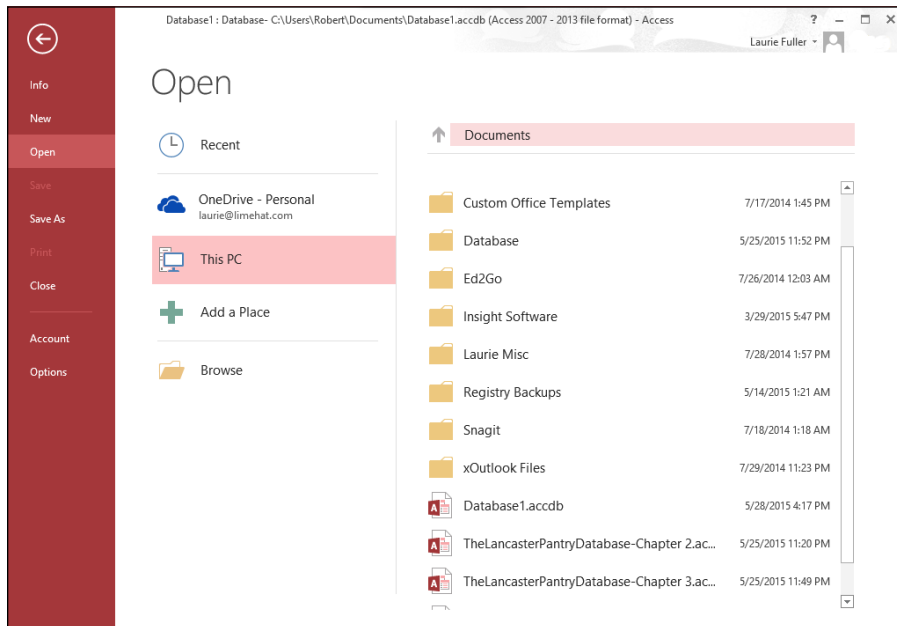 Database1 : Database- C:\Users\Robert\Documents\Database1.accdb (Access 2007 - 2013 file format) - Access
?
Laurie Fuller
Info
New
Open
Save
Save As
Print
Close
Account
Options
Open
Recent
OneDrive - Personal
laurie@limehat.com
This PC
Add a Place
Browse
Documents
Custom Office Templates 7/17/2014 1:45 PM
Database 5/25/2015 11:52 PM
Ed2Go 7/26/2014 12:03 AM
Insight Software 3/29/2015 5:47 PM
Laurie Misc 7/28/2014 1:57 PM
Registry Backups 5/14/2015 1:21 AM
Snagit 7/18/2014 1:18 AM
xOutlook Files 7/29/2014 11:23 PM
Database1.accdb 5/28/2015 4:17 PM
TheLancasterPantryDatabase-Chapter 2.ac... 5/25/2015 11:20 PM
TheLancasterPantryDatabase-Chapter 3.ac... 5/25/2015 11:49 PM